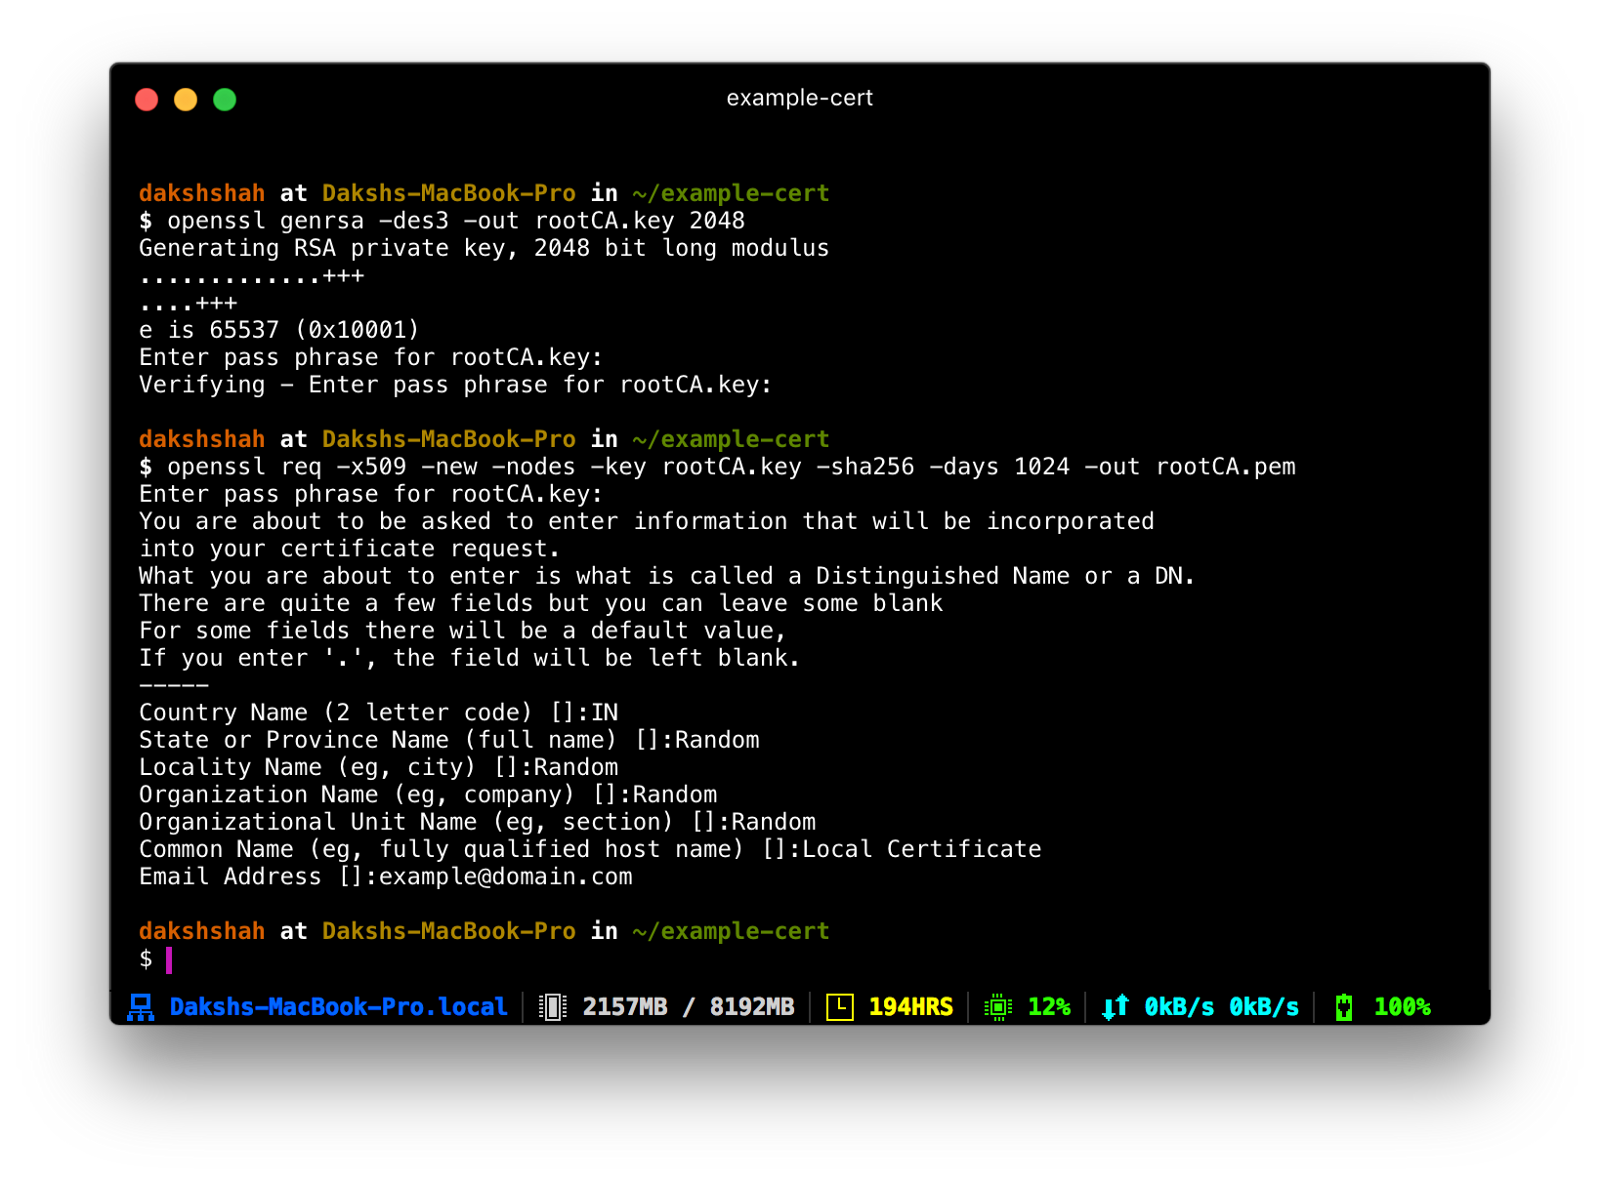 example-cert
dakshshah at Dakshs-MacBook-Pro in ~/example-cert
$ openssl genrsa -des3 -out rootCA.key 2048
Generating RSA private key, 2048 bit long modulus
.............+++
....+++
e is 65537 (0x10001)
Enter pass phrase for rootCA.key:
Verifying - Enter pass phrase for rootCA.key:
dakshshah at Dakshs-MacBook-Pro in ~/example-cert
$ openssl req -x509 -new -nodes -key rootCA.key -sha256 -days 1024 -out rootCA.pem
Enter pass phrase for rootCA.key:
You are about to be asked to enter information that will be incorporated
into your certificate request.
What you are about to enter is what is called a Distinguished Name or a DN.
There are quite a few fields but you can leave some blank
For some fields there will be a default value,
If you enter '.', the field will be left blank.
-----
Country Name (2 letter code) []:IN
State or Province Name (full name) []:Random
Locality Name (eg, city) []:Random
Organization Name (eg, company) []:Random
Organizational Unit Name (eg, section) []:Random
Common Name (eg, fully qualified host name) []:Local Certificate
Email Address []:example@domain.com
dakshshah at Dakshs-MacBook-Pro in ~/example-cert
$
Dakshs-MacBook-Pro.local 2157MB / 8192MB 194HRS 12% 0kB/s 0kB/s 100%